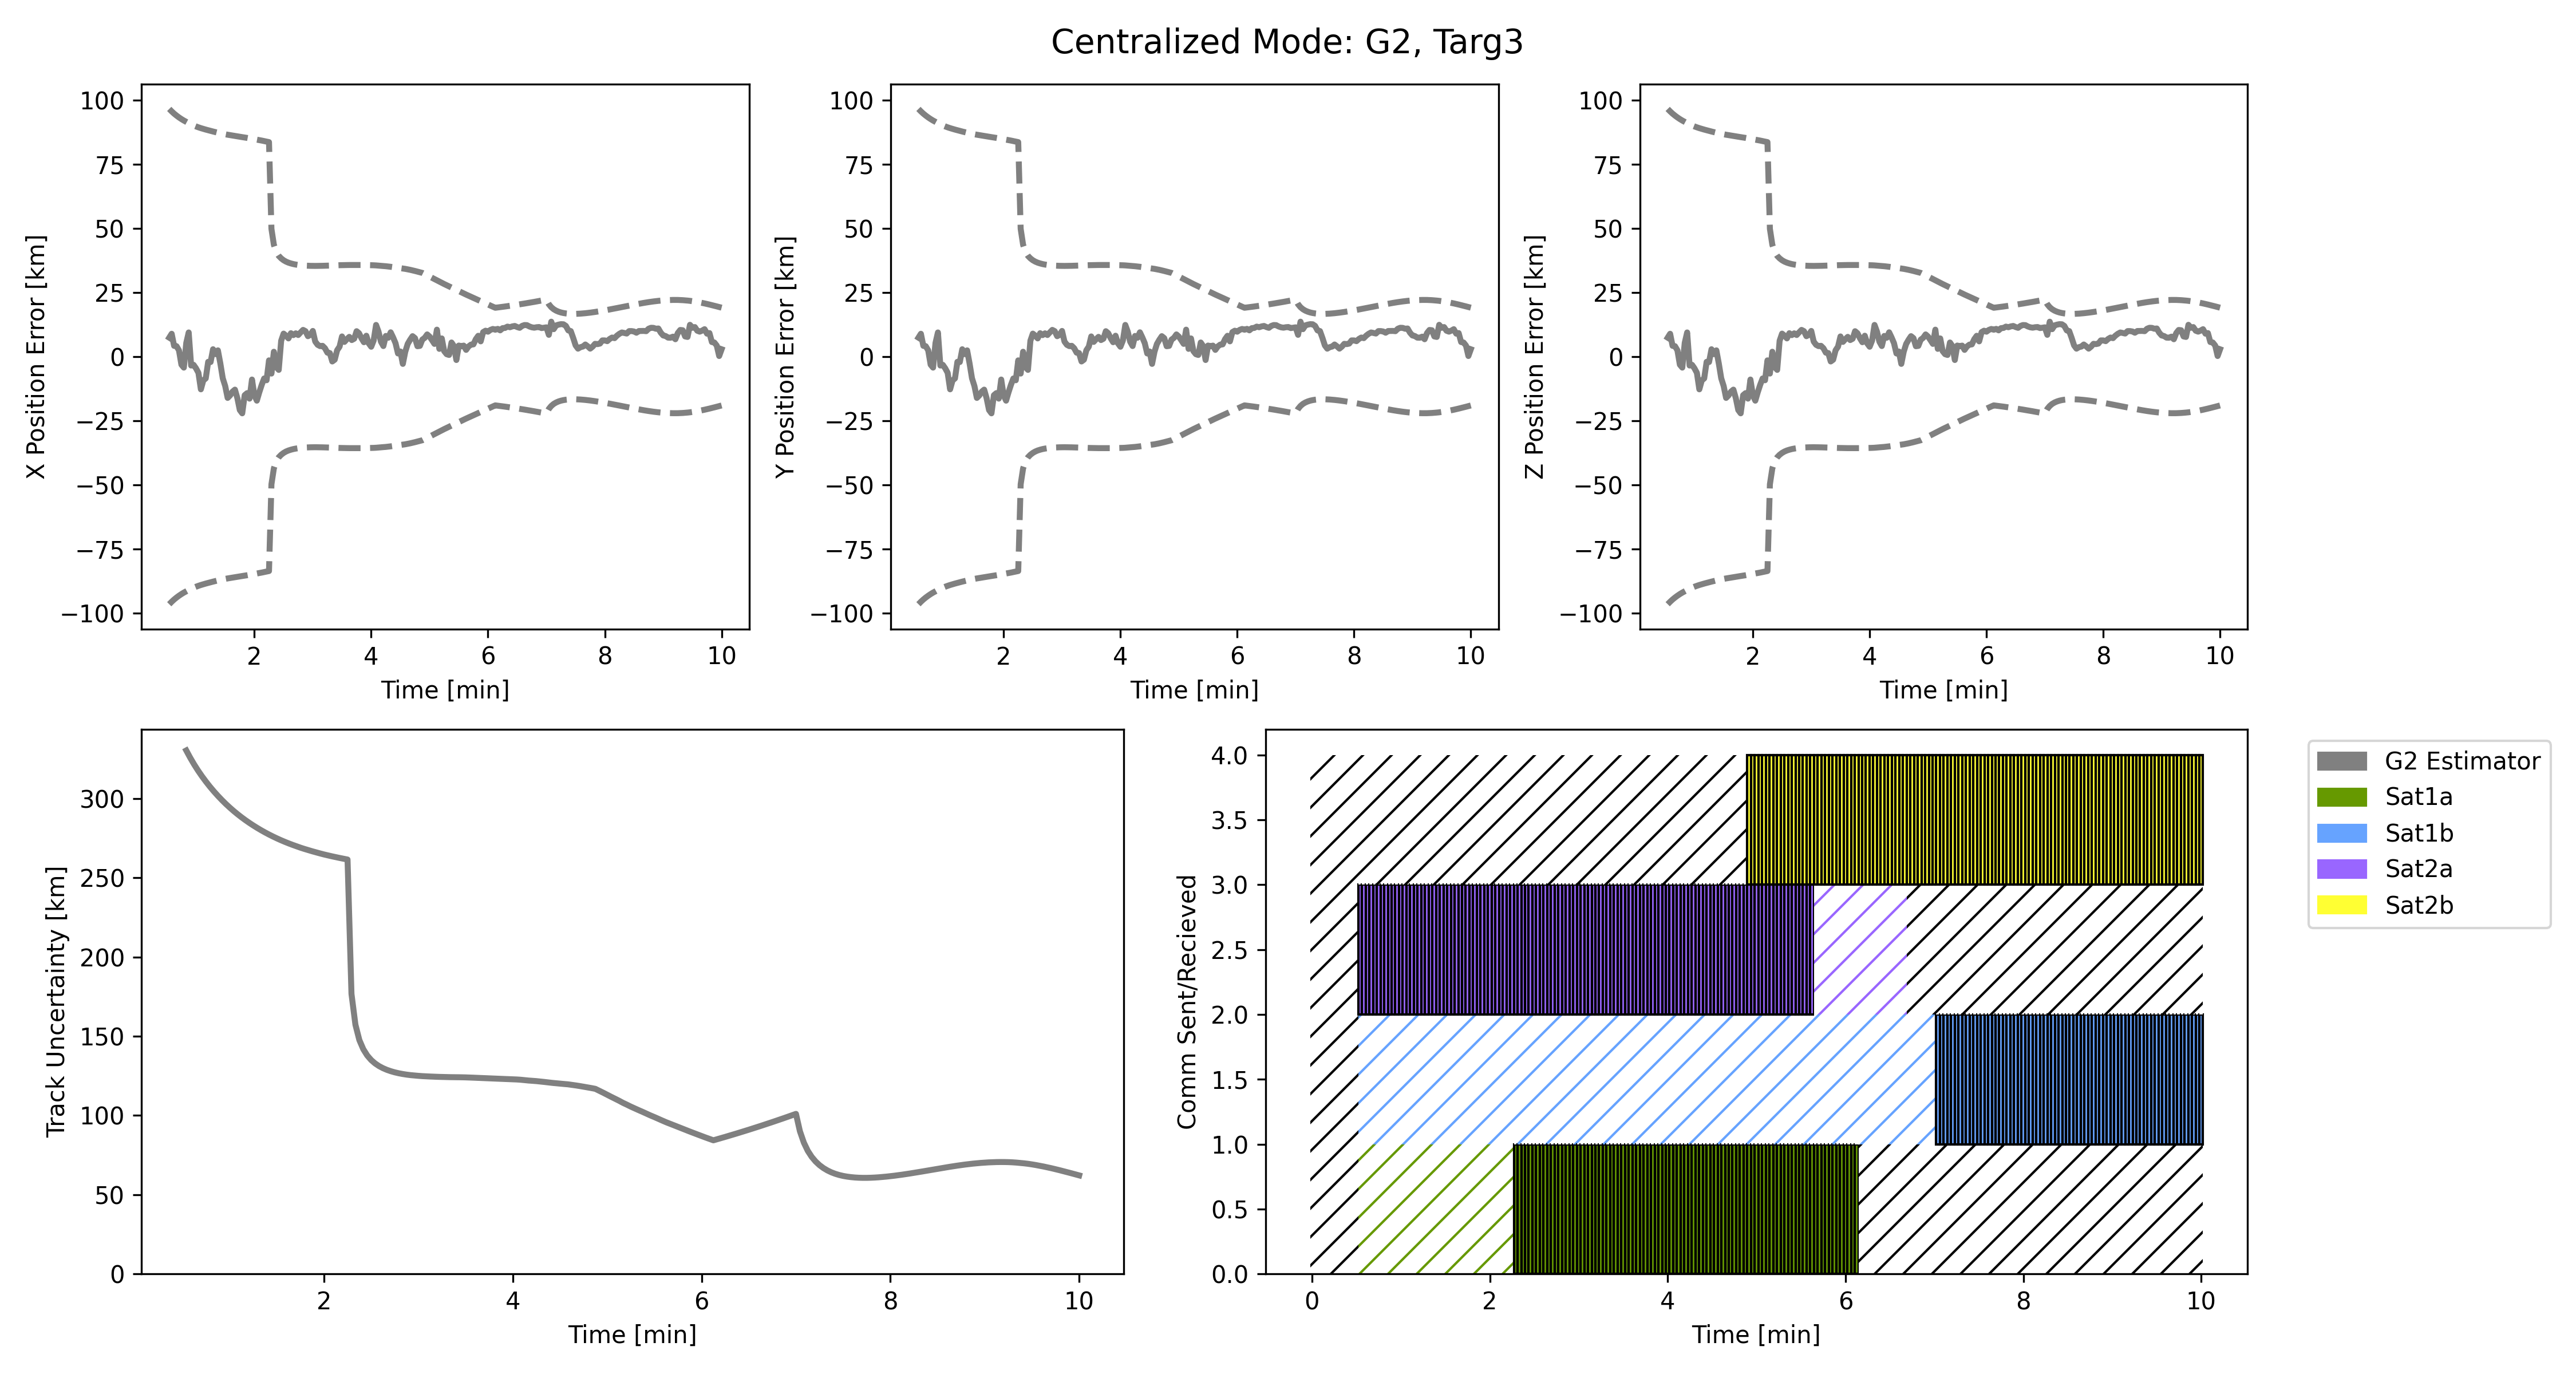 Centralized Mode: G2, Targ3
X Position Error [km]
100
75
50
25
0
−25
−50
−75
−100
2 4 6 8 10
Time [min]
Y Position Error [km]
100
75
50
25
0
−25
−50
−75
−100
2 4 6 8 10
Time [min]
Z Position Error [km]
100
75
50
25
0
−25
−50
−75
−100
2 4 6 8 10
Time [min]
Track Uncertainty [km]
300
250
200
150
100
50
0
2 4 6 8 10
Time [min]
Comm Sent/Recieved
4.0
3.5
3.0
2.5
2.0
1.5
1.0
0.5
0.0
0 2 4 6 8 10
Time [min]
G2 Estimator
Sat1a
Sat1b
Sat2a
Sat2b